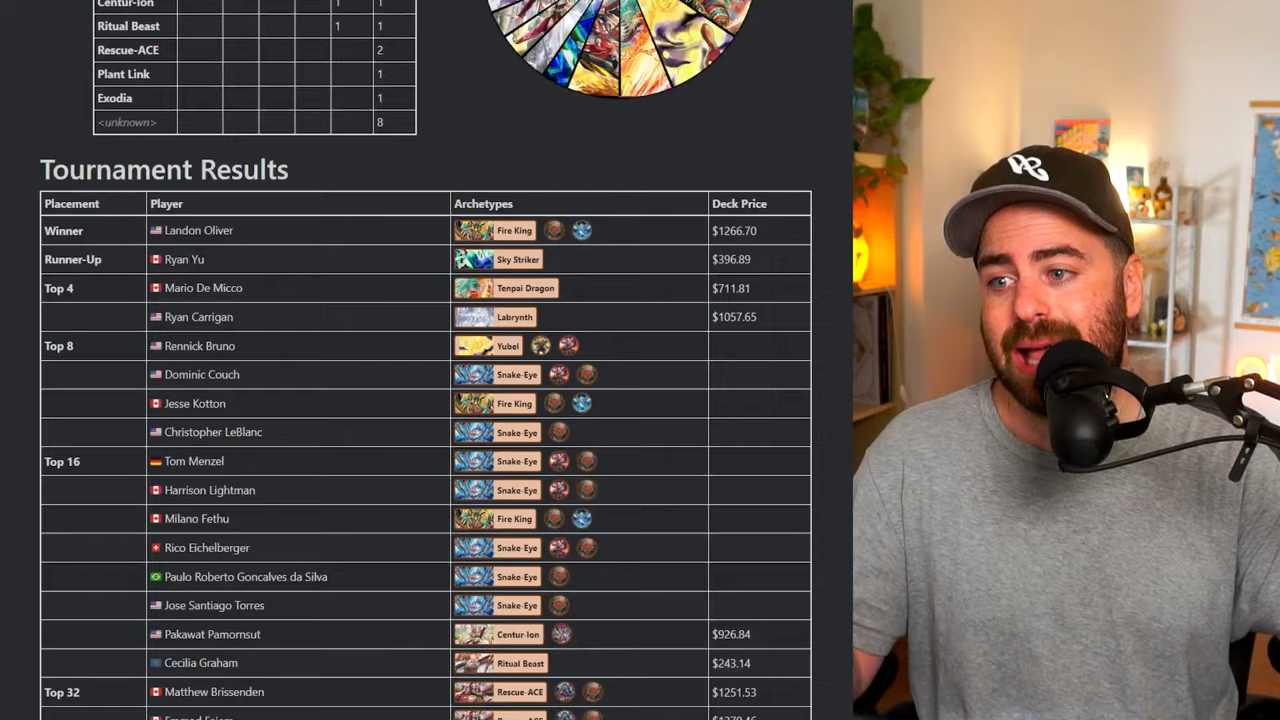 Centur-Ion 1 1
Ritual Beast 1 1
Rescue-ACE 2
Plant Link 1
Exodia 1
<unknown> 8
Tournament Results
Placement Player Archetypes Deck Price
Winner Landon Oliver Fire King $1266.70
Runner-Up Ryan Yu Sky Striker $396.89
Top 4 Mario De Micco Tenpai Dragon $711.81
Ryan Carrigan Labrynth $1057.65
Top 8 Rennick Bruno Yubel
Dominic Couch Snake-Eye
Jesse Kotton Fire King
Christopher LeBlanc Snake-Eye
Top 16 Tom Menzel Snake-Eye
Harrison Lightman Snake-Eye
Milano Fethu Fire King
Rico Eichelberger Snake-Eye
Paulo Roberto Goncalves da Silva Snake-Eye
Jose Santiago Torres Snake-Eye
Pakawat Pamornsut Centur-Ion $926.84
Cecilia Graham Ritual Beast $243.14
Top 32 Matthew Brissenden Rescue-ACE $1251.53